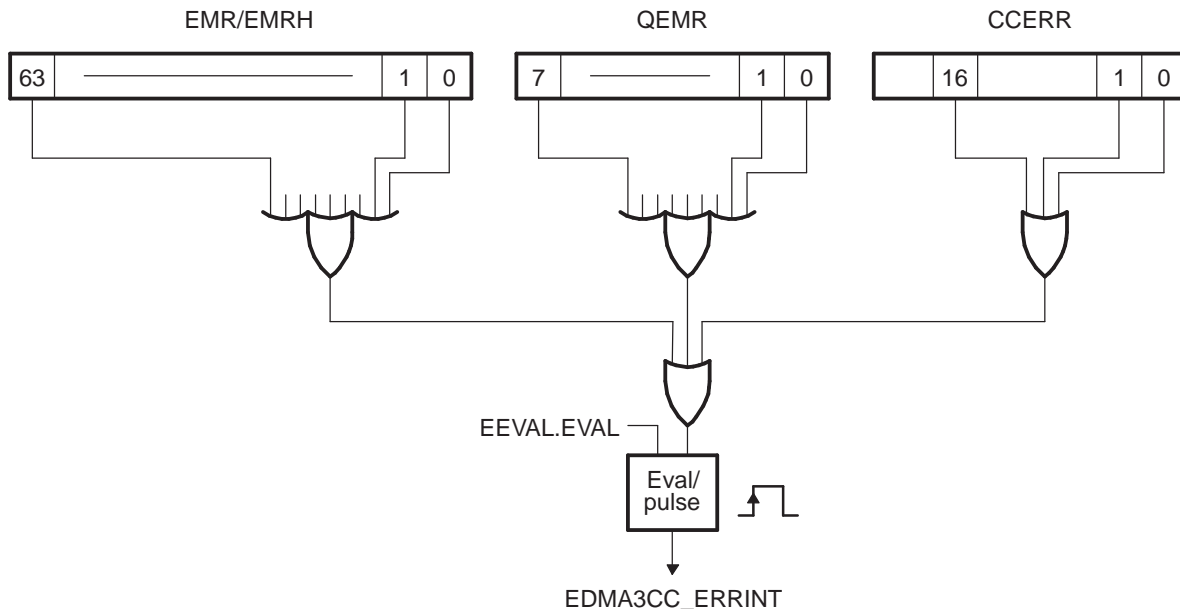 EMR/EMRH QEMR CCERR
63 1 0 7 1 0 16 1 0
EEVAL.EVAL
Eval/
pulse
EDMA3CC_ERRINT